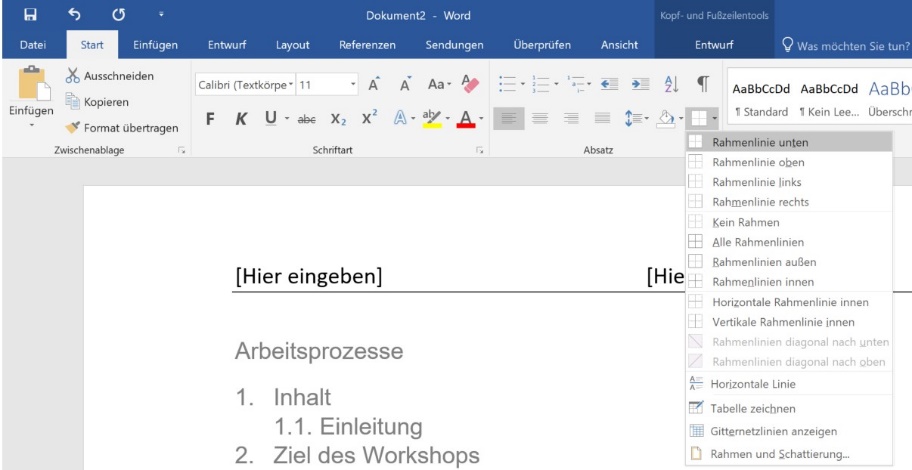 Dokument2 - Word
Kopf- und Fußzeilentools
Datei Start Einfügen Entwurf Layout Referenzen Sendungen Überprüfen Ansicht Entwurf Was möchten Sie tun?
Einfügen
Ausschneiden
Kopieren
Format übertragen
Zwischenablage
Calibri (Textkörpe 11 A A Aa
F K U abc X₂ X² A aby A
Schriftart
Absatz
AaBbCcDd AaBbCcDd AaBb
¶ Standard ¶ Kein Lee... Überschr
Rahmenlinie unten
Rahmenlinie oben
Rahmenlinie links
Rahmenlinie rechts
Kein Rahmen
Alle Rahmenlinien
Rahmenlinien außen
Rahmenlinien innen
Horizontale Rahmenlinie innen
Vertikale Rahmenlinie innen
Rahmenlinien diagonal nach unten
Rahmenlinien diagonal nach oben
Horizontale Linie
Tabelle zeichnen
Gitternetzlinien anzeigen
Rahmen und Schattierung...
[Hier eingeben] [Hie
Arbeitsprozesse
1. Inhalt
1.1. Einleitung
2. Ziel des Workshops